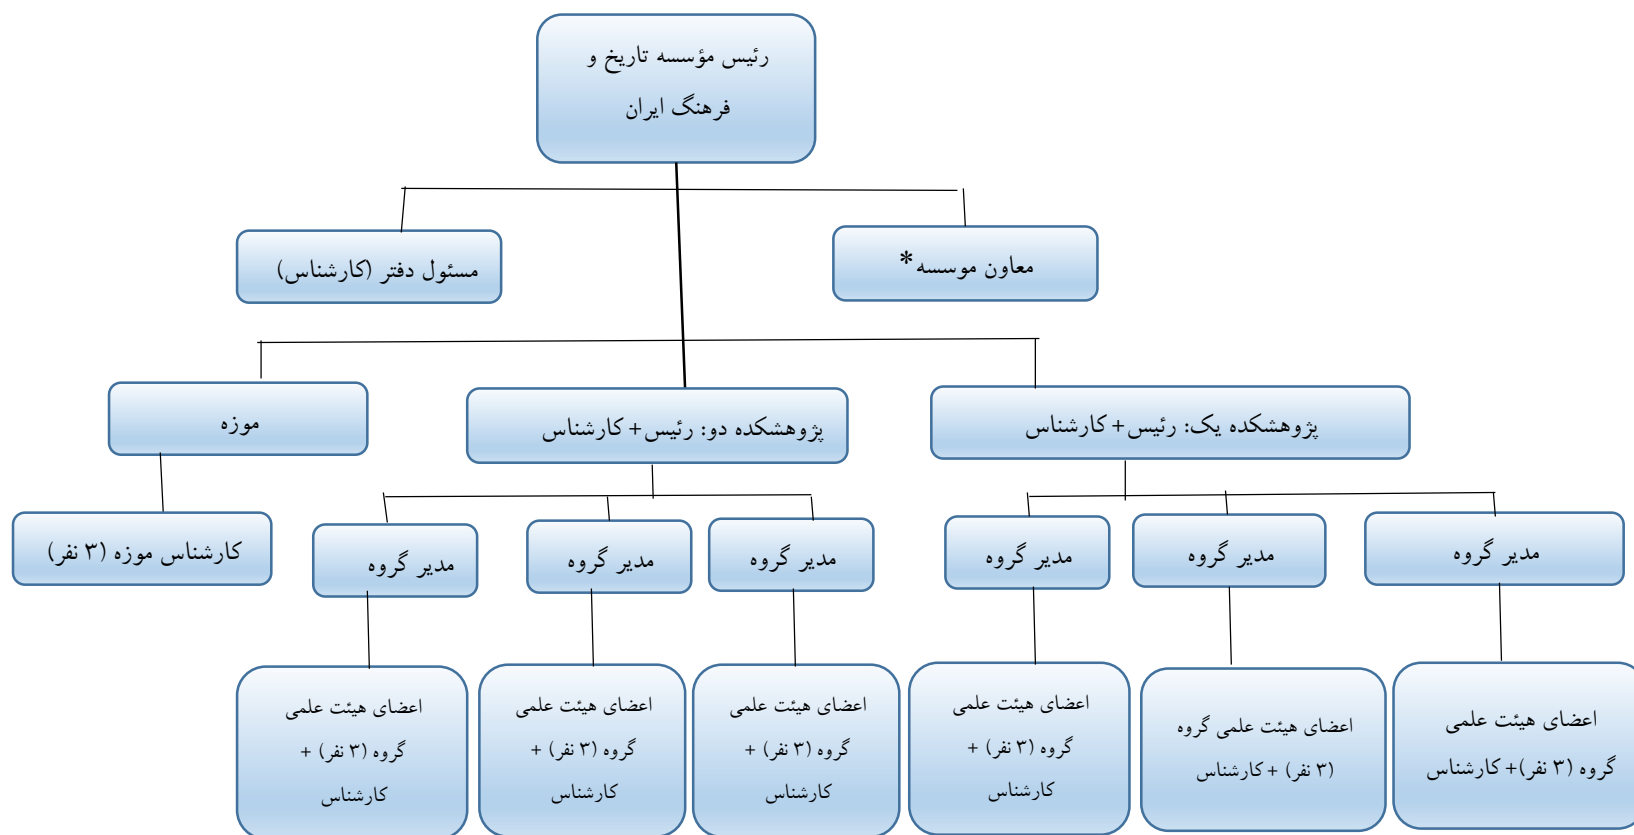 رئیس مؤسسه تاریخ و
فرهنگ ایران
معاون موسسه*
مسئول دفتر (کارشناس)
پژوهشکده یک: رئیس+ کارشناس
پژوهشکده دو: رئیس+ کارشناس
موزه
مدیر گروه
مدیر گروه
مدیر گروه
مدیر گروه
مدیر گروه
مدیر گروه
کارشناس موزه (۳ نفر)
اعضای هیئت علمی
گروه (۳ نفر)+ کارشناس
اعضای هیئت علمی گروه
(۳ نفر) + کارشناس
اعضای هیئت علمی
گروه (۳ نفر) +
کارشناس
اعضای هیئت علمی
گروه (۳ نفر) +
کارشناس
اعضای هیئت علمی
گروه (۳ نفر) +
کارشناس
اعضای هیئت علمی
گروه (۳ نفر) +
کارشناس